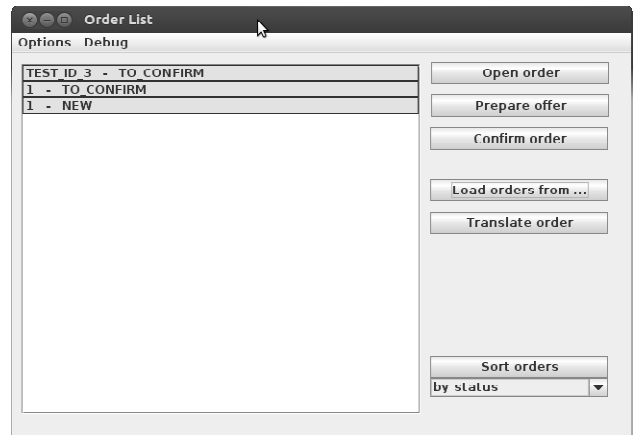 Order List
Options Debug
TEST_ID_3 - TO_CONFIRM
1 - TO_CONFIRM
1 - NEW
Open order
Prepare offer
Confirm order
Load orders from ...
Translate order
Sort orders
by status